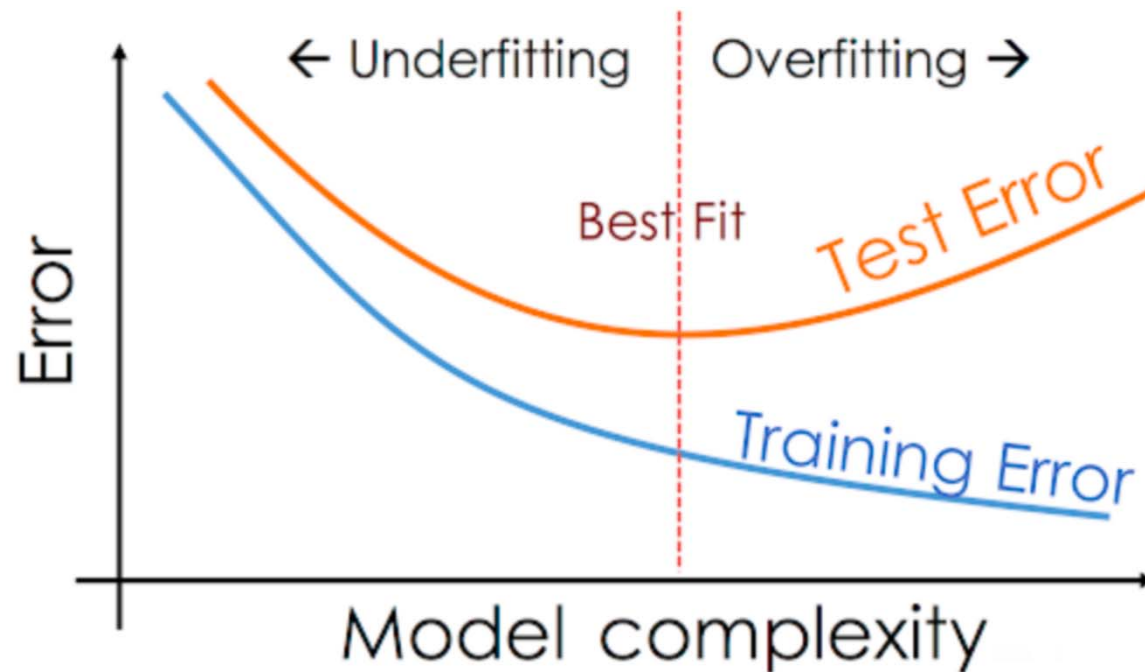 ← Underfitting
Overfitting →
Best Fit
Test Error
Error
Training Error
Model complexity